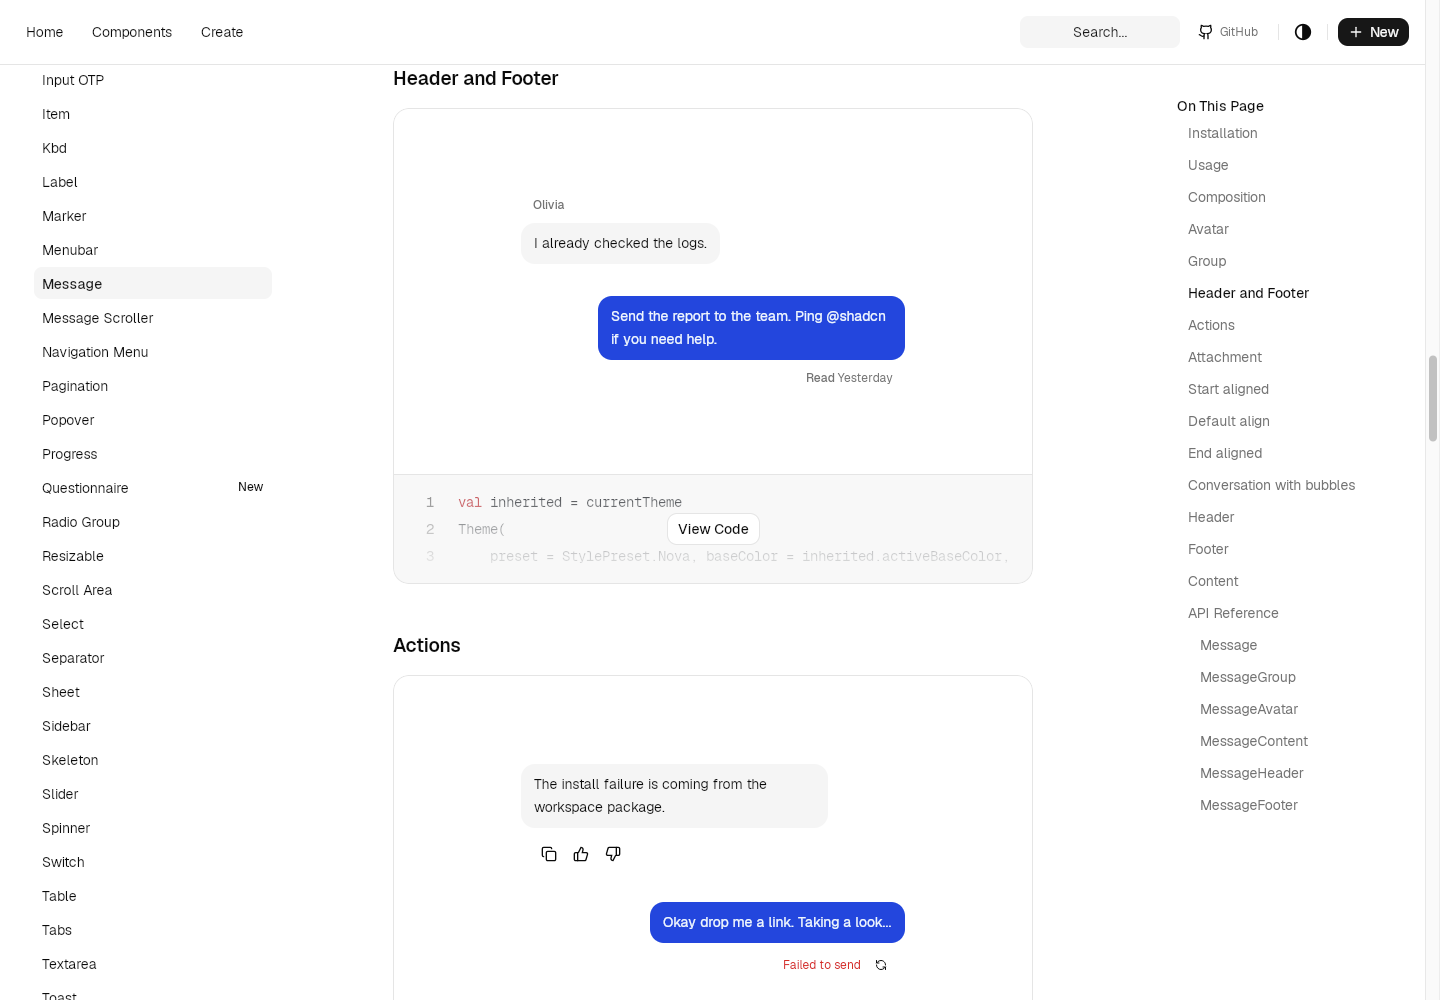 Home
Components
Create
Search...
GitHub
New
Input OTP
Item
Kbd
Label
Marker
Menubar
Message
Message Scroller
Navigation Menu
Pagination
Popover
Progress
Questionnaire New
Radio Group
Resizable
Scroll Area
Select
Separator
Sheet
Sidebar
Skeleton
Slider
Spinner
Switch
Table
Tabs
Textarea
Toast
Header and Footer
Olivia
I already checked the logs.
Send the report to the team. Ping @shadcn
if you need help.
Read Yesterday
1 val inherited = currentTheme
2 Theme(
View Code
3 preset = StylePreset.Nova, baseColor = inherited.activeBaseColor,
Actions
The install failure is coming from the
workspace package.
Okay drop me a link. Taking a look...
Failed to send
On This Page
Installation
Usage
Composition
Avatar
Group
Header and Footer
Actions
Attachment
Start aligned
Default align
End aligned
Conversation with bubbles
Header
Footer
Content
API Reference
Message
MessageGroup
MessageAvatar
MessageContent
MessageHeader
MessageFooter